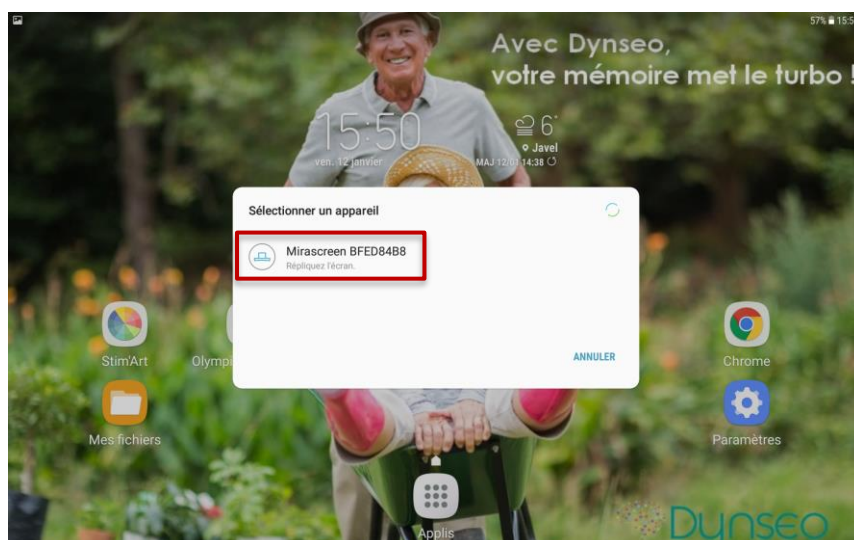 57% 15:5
Avec Dynseo,
votre mémoire met le turbo !
15:50
ven. 12 janvier
6°
Javel
MAJ 12/01 14:38
Sélectionner un appareil
Mirascreen BFED84B8
Répliquez l'écran.
ANNULER
Stim'Art
Olympi
Chrome
Mes fichiers
Paramètres
Applis
Dynseo